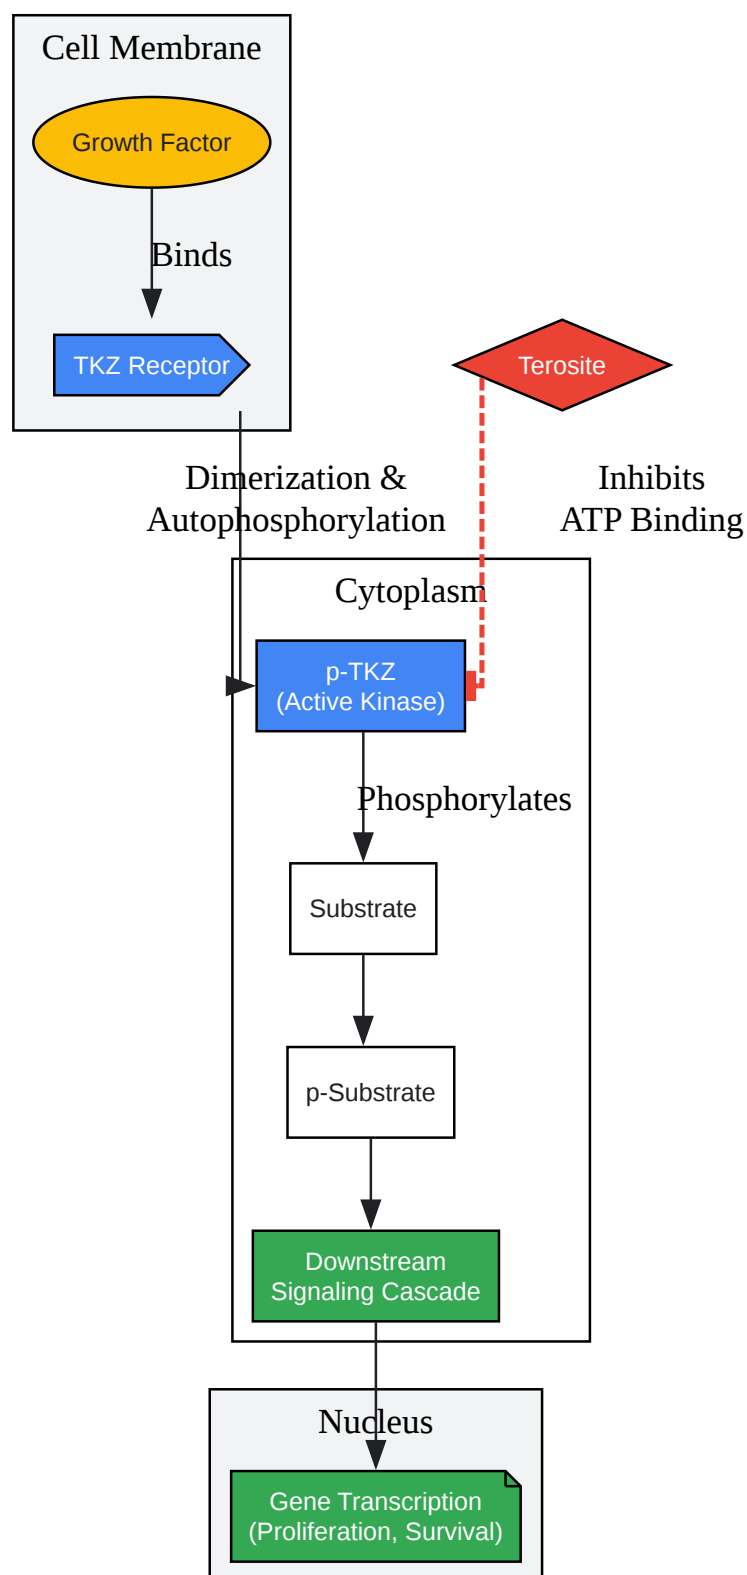 Cell Membrane
Growth Factor
Binds
TKZ Receptor
Terosite
Dimerization &
Autophosphorylation
Inhibits
ATP Binding
Cytoplasm
p-TKZ
(Active Kinase)
Phosphorylates
Substrate
p-Substrate
Downstream
Signaling Cascade
Nucleus
Gene Transcription
(Proliferation, Survival)